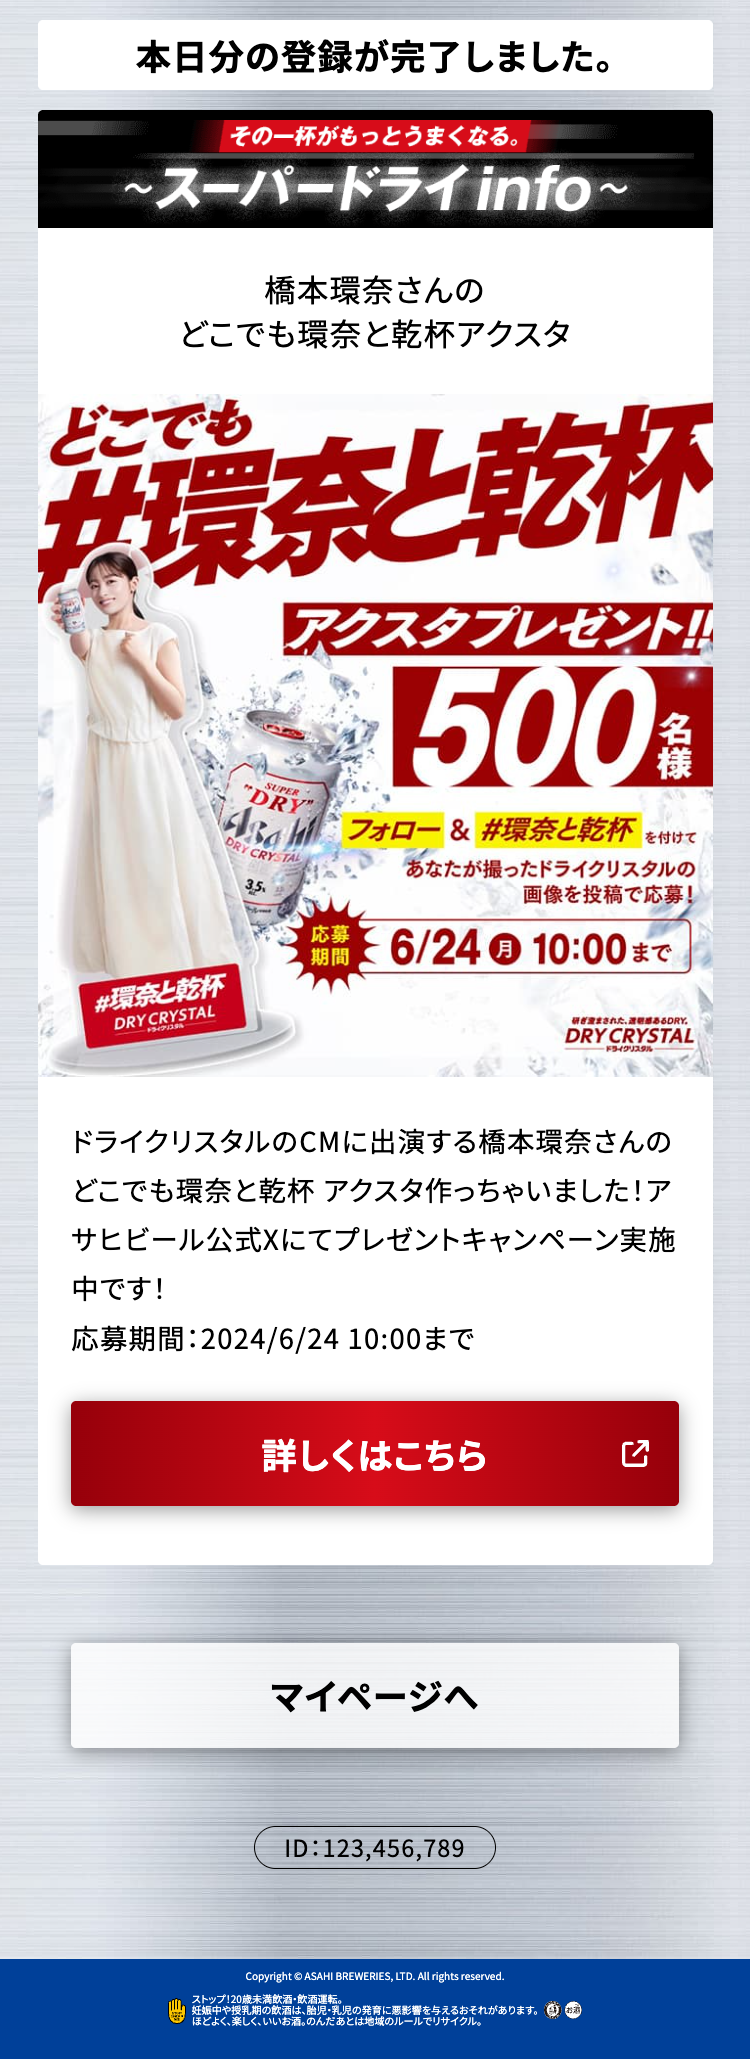 本日分の登録が完了しました。
その一杯がもっとうまくなる。
～スーパードライinfo～
橋本環奈さんの
どこでも環奈と乾杯アクスタ
どこでも
#環奈と乾杯
アクスタプレゼント!!
500名様
SUPER
"DRY"
Asahi
DRY CRYSTAL
3.5%
フォロー & #環奈と乾杯 を付けて
あなたが撮ったドライクリスタルの
画像を投稿で応募!
応募期間 6/24 月 10:00まで
#環奈と乾杯
DRY CRYSTAL
ドライクリスタル
研ぎ澄まされた、透明感あるDRY。
DRY CRYSTAL
ドライクリスタル
ドライクリスタルのCMに出演する橋本環奈さんの
どこでも環奈と乾杯 アクスタ作っちゃいました！ア
サヒビール公式Xにてプレゼントキャンペーン実施
中です！
応募期間：2024/6/24 10:00まで
詳しくはこちら
マイページへ
ID：123,456,789
Copyright © ASAHI BREWERIES, LTD. All rights reserved.
ストップ！20歳未満飲酒・飲酒運転。
妊娠中や授乳期の飲酒は、胎児・乳児の発育に悪影響を与えるおそれがあります。
ほどよく、楽しく、いいお酒。のんだあとは地域のルールでリサイクル。
お酒